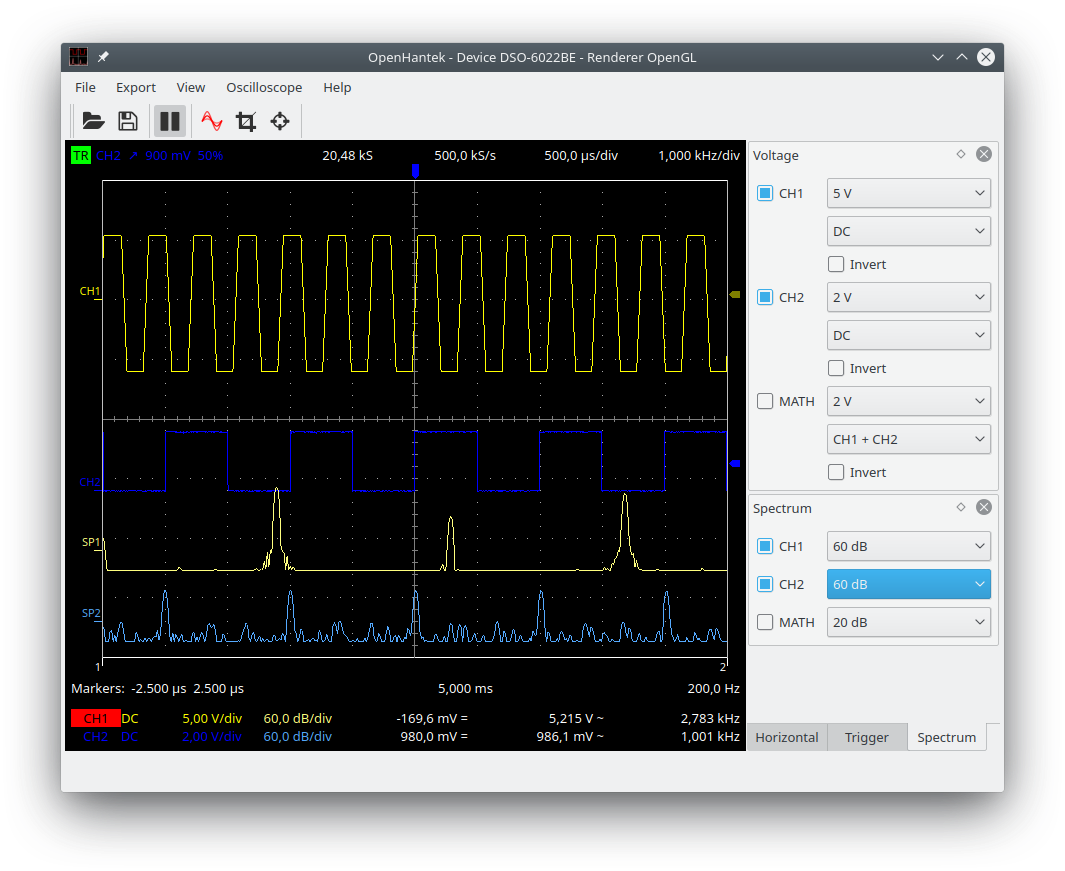 OpenHantek - Device DSO-6022BE - Renderer OpenGL
File Export View Oscilloscope Help
TR CH2 ↗ 900 mV 50% 20,48 kS 500,0 kS/s 500,0 µs/div 1,000 kHz/div
CH1
CH2
SP1
SP2
1 2
Markers: -2.500 µs 2.500 µs 5,000 ms 200,0 Hz
CH1 DC 5,00 V/div 60,0 dB/div -169,6 mV = 5,215 V ~ 2,783 kHz
CH2 DC 2,00 V/div 60,0 dB/div 980,0 mV = 986,1 mV ~ 1,001 kHz
Voltage
CH1 5 V
DC
Invert
CH2 2 V
DC
Invert
MATH 2 V
CH1 + CH2
Invert
Spectrum
CH1 60 dB
CH2 60 dB
MATH 20 dB
Horizontal Trigger Spectrum